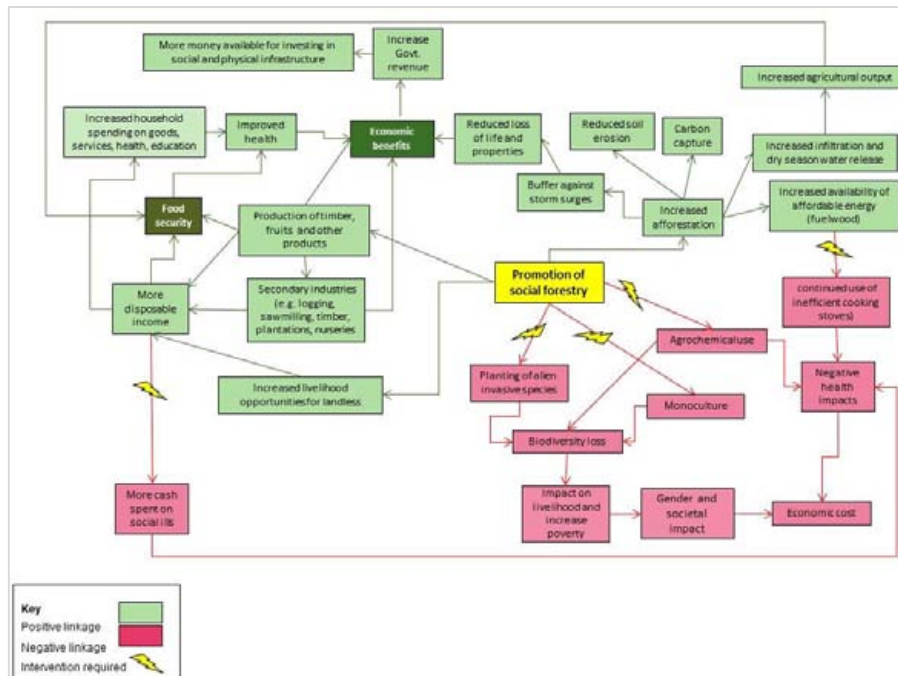 More money available for investing in
social and physical infrastructure
Increase
Govt.
revenue
Increased agricultural output
Increased household
spending on goods,
services, health, education
Improved
health
Economic
benefits
Reduced loss
of life and
properties
Reduced soil
erosion
Carbon
capture
Increased infiltration and
dry season water release
Buffer against
storm surges
Increased availability of
affordable energy
(fuelwood)
Food
security
Production of timber,
fruits and other
products
Increased
afforestation
Promotion of
social forestry
More
disposable
income
Secondary industries
(e.g. logging,
sawmilling, timber,
plantations, nurseries
continued use of
inefficient cooking
stoves)
Agrochemical use
Planting of alien
invasive species
Negative
health
impacts
Increased livelihood
opportunities for landless
Monoculture
Biodiversity loss
More cash
spent on
social ills
Impact on
livelihood and
increase
poverty
Gender and
societal
impact
Economic cost
Key
Positive linkage
Negative linkage
Intervention required